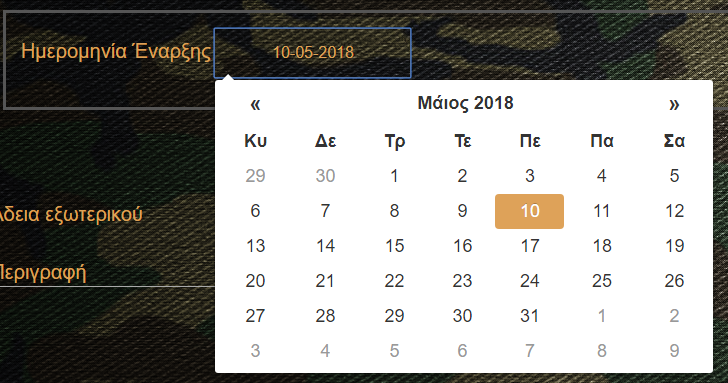 Ημερομηνία Έναρξης 10-05-2018
« Μάιος 2018 »
Κυ Δε Τρ Τε Πε Πα Σα
29 30 1 2 3 4 5
6 7 8 9 10 11 12
13 14 15 16 17 18 19
20 21 22 23 24 25 26
27 28 29 30 31 1 2
3 4 5 6 7 8 9
Άδεια εξωτερικού
Περιγραφή